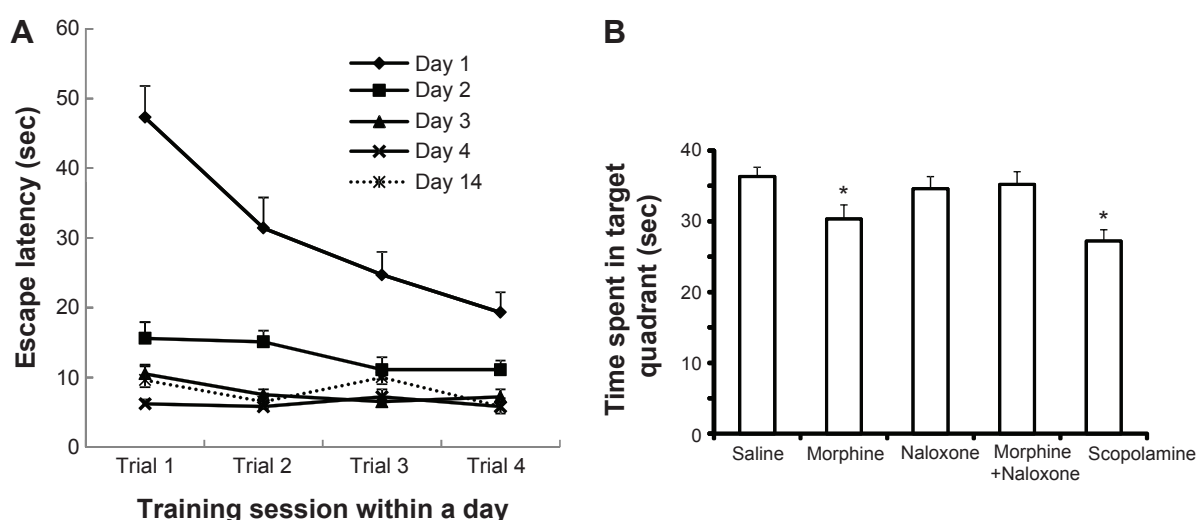 A
Escape latency (sec)
60
50
40
30
20
10
0
Day 1
Day 2
Day 3
Day 4
Day 14
Trial 1 Trial 2 Trial 3 Trial 4
Training session within a day
B
Time spent in target
quadrant (sec)
40
30
20
10
0
*
*
Saline Morphine Naloxone Morphine Scopolamine
+Naloxone